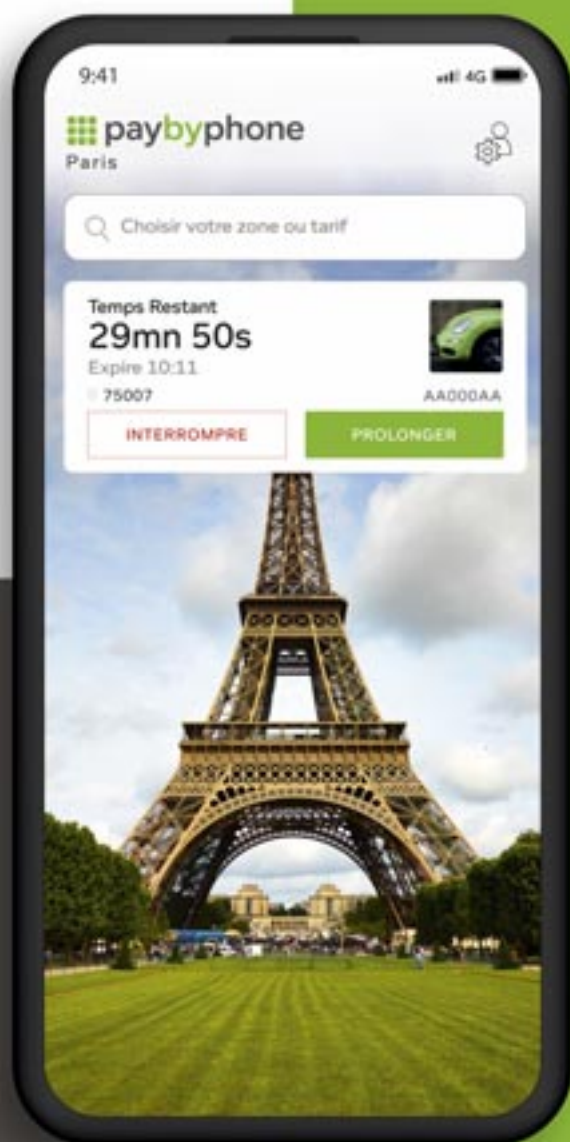 9:41
4G
paybyphone
Paris
Choisir votre zone ou tarif
Temps Restant
29mn 50s
Expire 10:11
75007
AA000AA
INTERROMPRE
PROLONGER